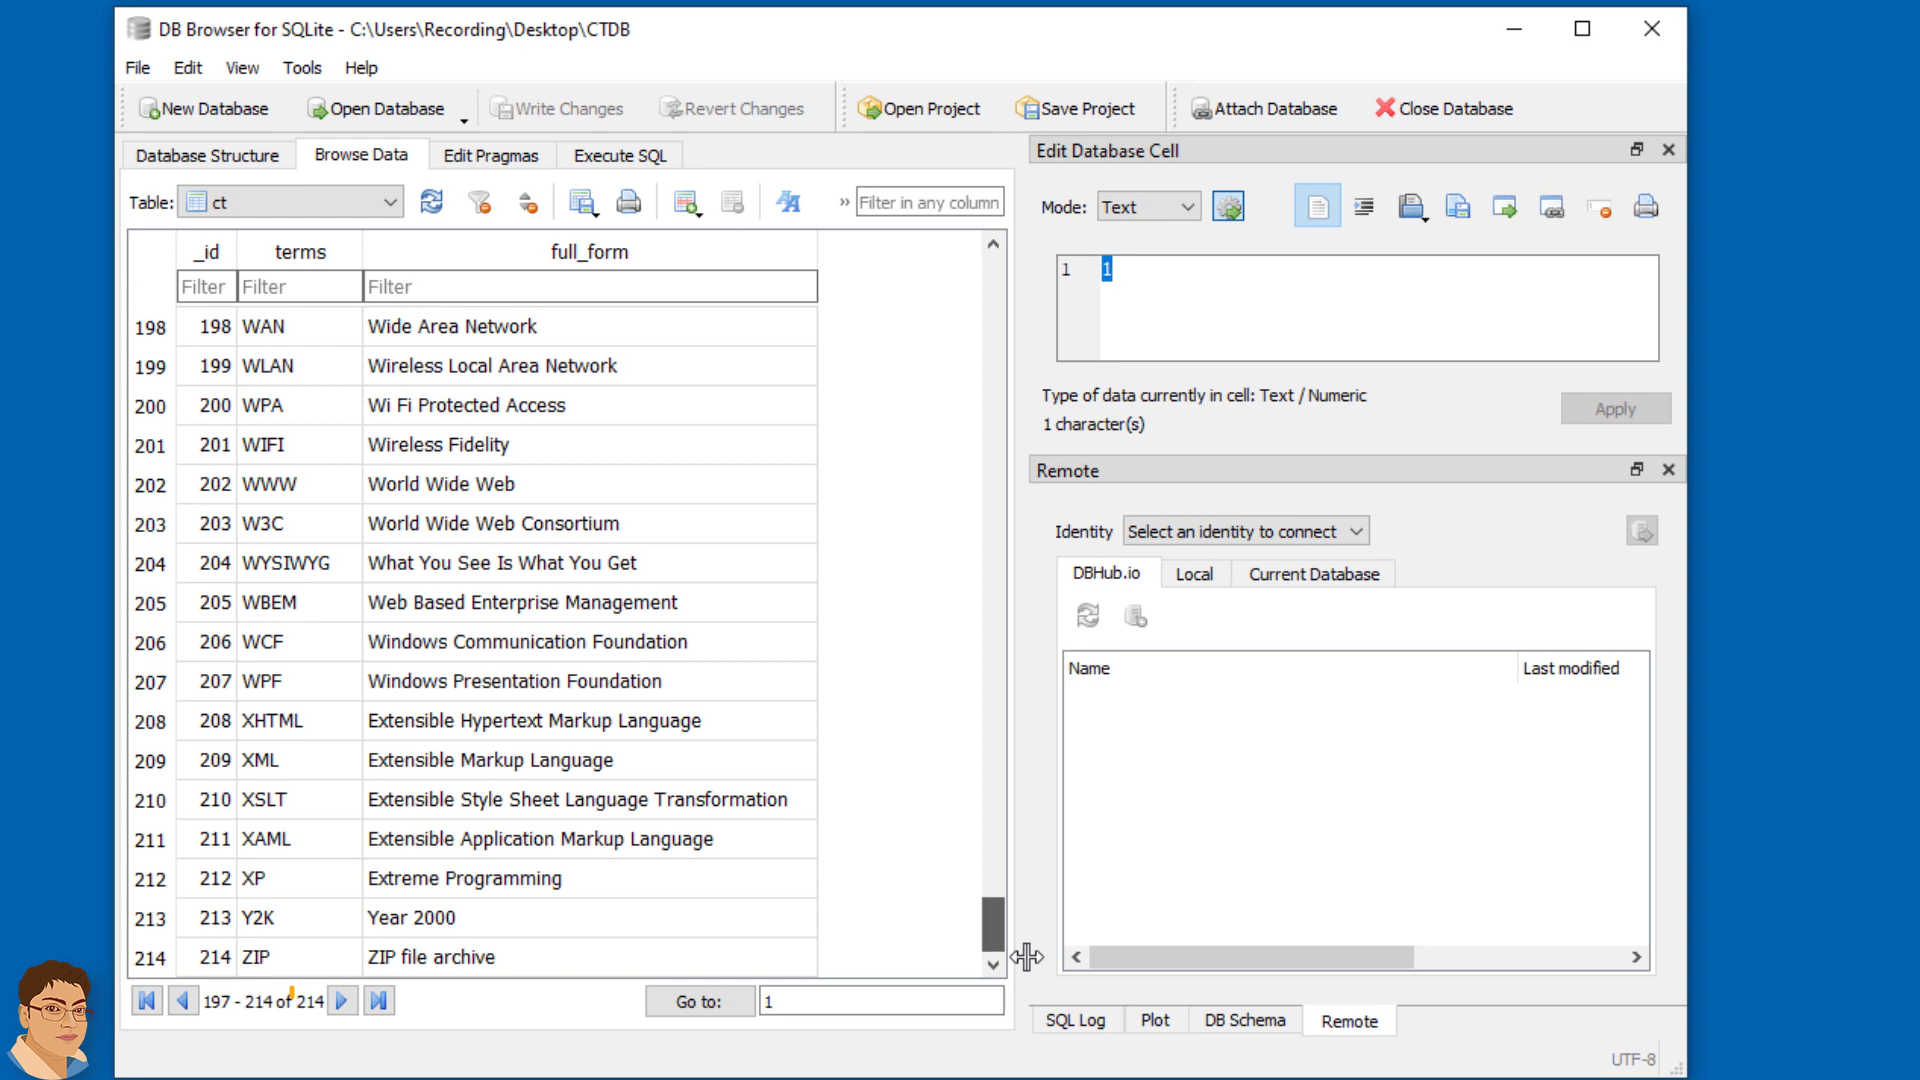 DB Browser for SQLite - C:\Users\Recording\Desktop\CTDB
File Edit View Tools Help
New Database Open Database Write Changes Revert Changes Open Project Save Project Attach Database Close Database
Database Structure Browse Data Edit Pragmas Execute SQL
Table: ct » Filter in any column
_id terms full_form
Filter Filter Filter
198 198 WAN Wide Area Network
199 199 WLAN Wireless Local Area Network
200 200 WPA Wi Fi Protected Access
201 201 WIFI Wireless Fidelity
202 202 WWW World Wide Web
203 203 W3C World Wide Web Consortium
204 204 WYSIWYG What You See Is What You Get
205 205 WBEM Web Based Enterprise Management
206 206 WCF Windows Communication Foundation
207 207 WPF Windows Presentation Foundation
208 208 XHTML Extensible Hypertext Markup Language
209 209 XML Extensible Markup Language
210 210 XSLT Extensible Style Sheet Language Transformation
211 211 XAML Extensible Application Markup Language
212 212 XP Extreme Programming
213 213 Y2K Year 2000
214 214 ZIP ZIP file archive
197 - 214 of 214 Go to: 1
Edit Database Cell
Mode: Text
1 1
Type of data currently in cell: Text / Numeric
1 character(s)
Apply
Remote
Identity Select an identity to connect
DBHub.io Local Current Database
Name Last modified
SQL Log Plot DB Schema Remote
UTF-8